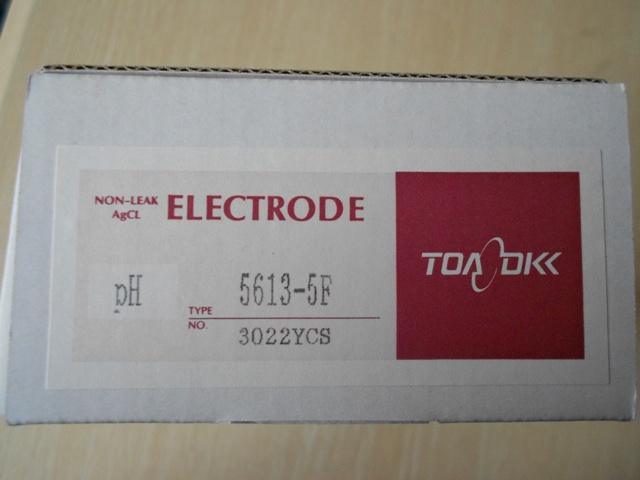 NON-LEAK
AgCL
ELECTRODE
TOA DKK
pH
TYPE 5613-5F
NO. 3022YCS